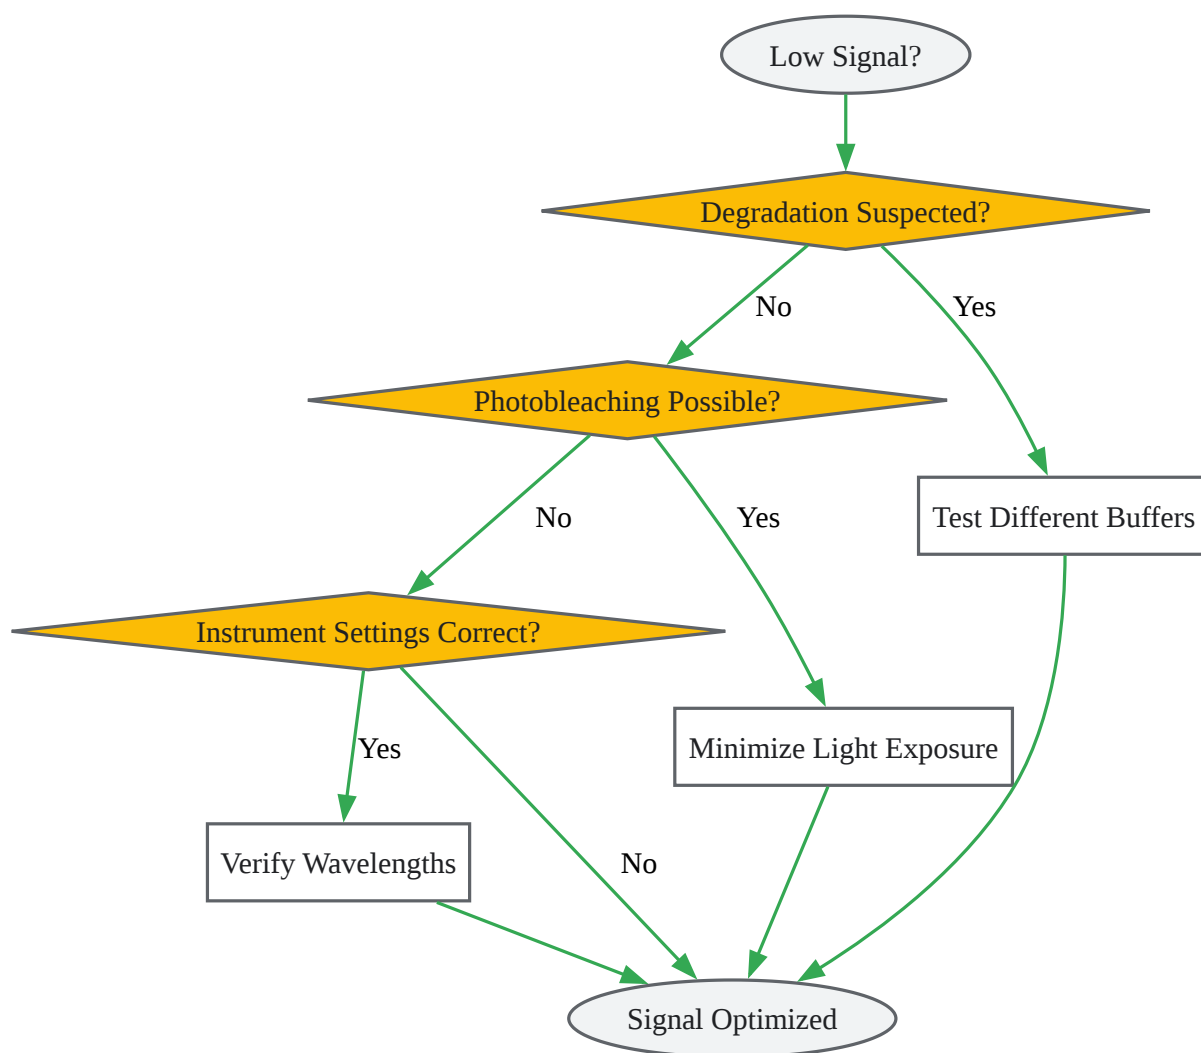 Low Signal?
Degradation Suspected?
No
Yes
Photobleaching Possible?
No
Yes
Test Different Buffers
Instrument Settings Correct?
Yes
Minimize Light Exposure
Verify Wavelengths
No
Signal Optimized